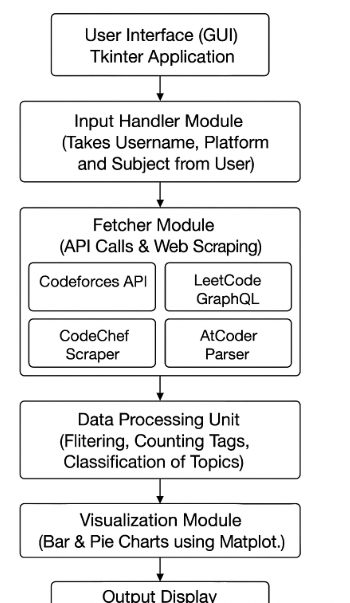 User Interface (GUI)
Tkinter Application
Input Handler Module
(Takes Username, Platform
and Subject from User)
Fetcher Module
(API Calls & Web Scraping)
Codeforces API
LeetCode
GraphQL
CodeChef
Scraper
AtCoder
Parser
Data Processing Unit
(Flitering, Counting Tags,
Classification of Topics)
Visualization Module
(Bar & Pie Charts using Matplot.)
Output Display